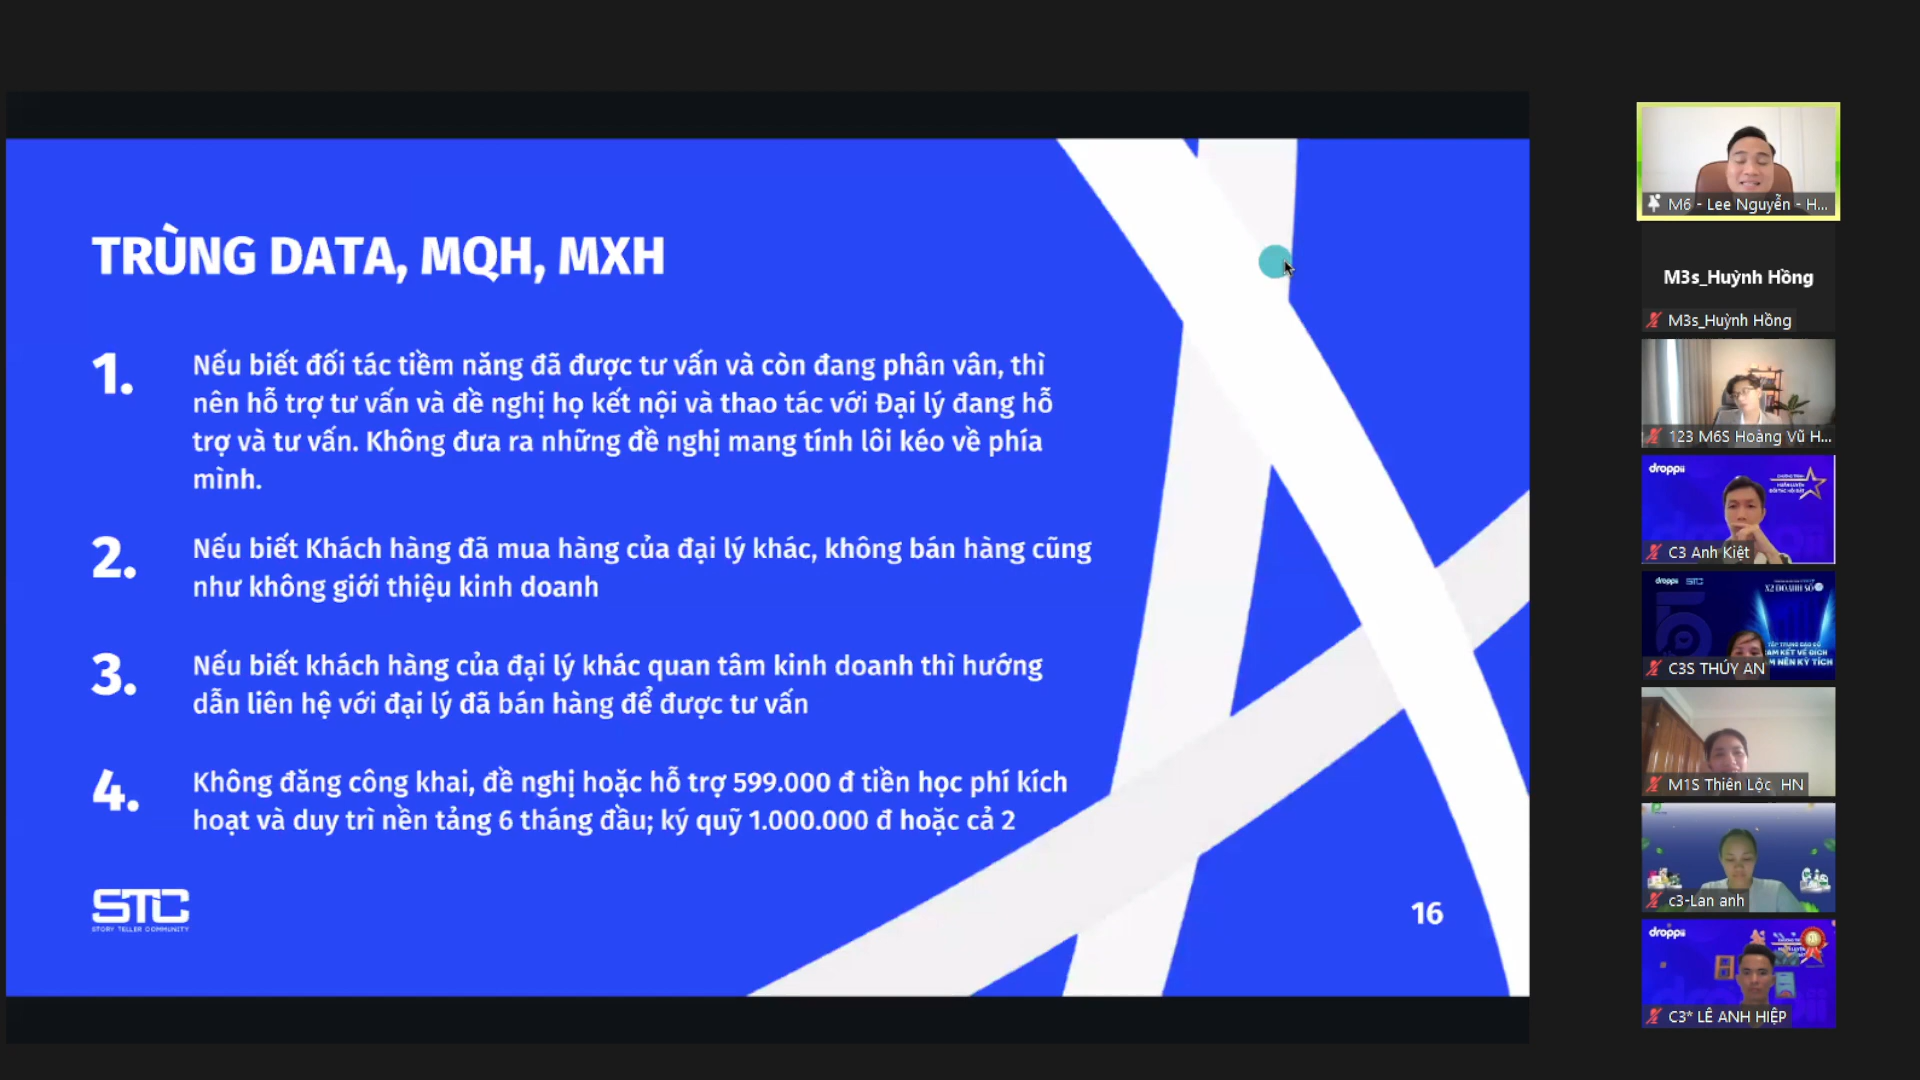 TRÙNG DATA, MQH, MXH
1.
Nếu biết đối tác tiềm năng đã được tư vấn và còn đang phân vân, thì
nên hỗ trợ tư vấn và đề nghị họ kết nối và thao tác với Đại lý đang hỗ
trợ và tư vấn. Không đưa ra những đề nghị mang tính lôi kéo về phía
mình.
2.
Nếu biết Khách hàng đã mua hàng của đại lý khác, không bán hàng cũng
như không giới thiệu kinh doanh
3.
Nếu biết khách hàng của đại lý khác quan tâm kinh doanh thì hướng
dẫn liên hệ với đại lý đã bán hàng để được tư vấn
4.
Không đăng công khai, đề nghị hoặc hỗ trợ 599.000 đ tiền học phí kích
hoạt và duy trì nền tảng 6 tháng đầu; ký quỹ 1.000.000 đ hoặc cả 2
STC
STORY TELLER COMMUNITY
16
M6 - Lee Nguyễn - H...
M3s_Huỳnh Hồng
M3s_Huỳnh Hồng
123 M6S Hoàng Vũ H...
droppii
C3 Anh Kiệt
droppii STC
X2 DOANH SỐ
C3S THÚY AN
M1S Thiên Lộc HN
c3-Lan anh
droppii
C3* LÊ ANH HIỆP